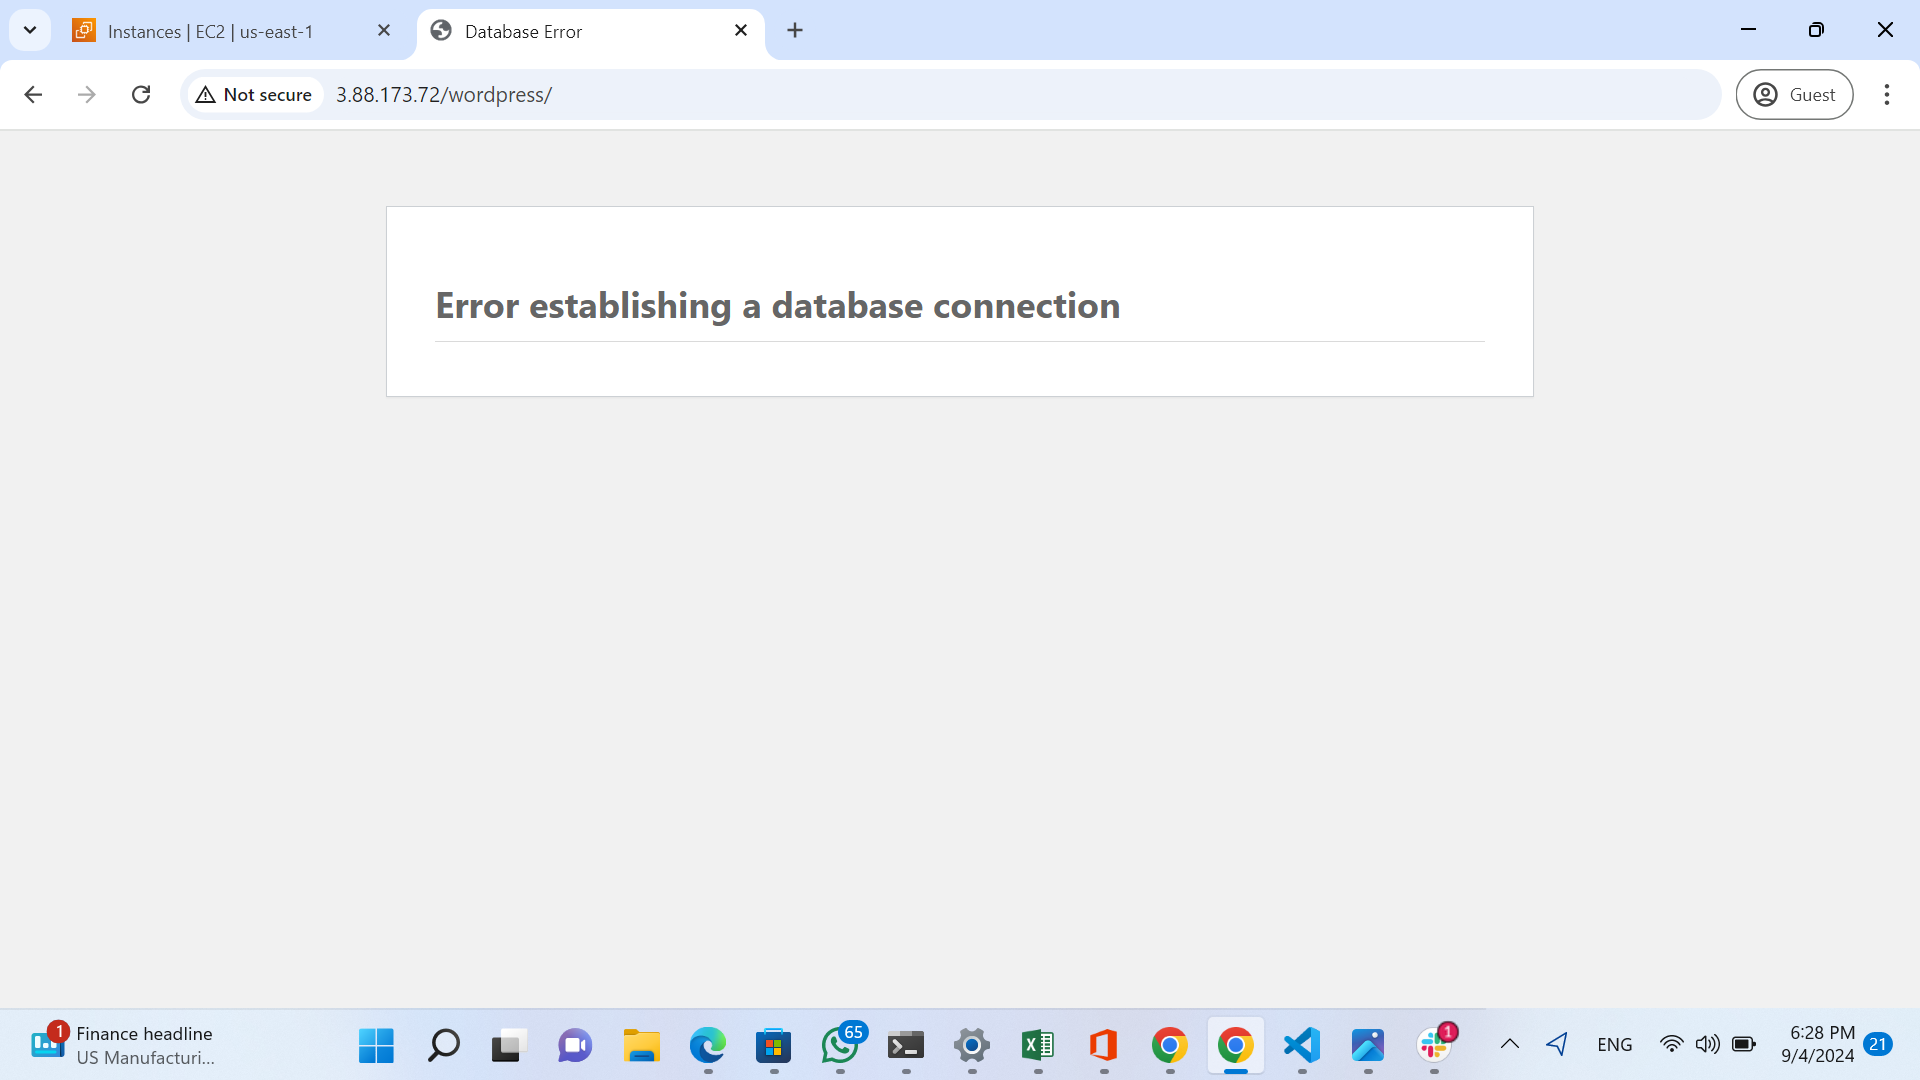 Instances | EC2 | us-east-1
Database Error
Not secure
3.88.173.72/wordpress/
Guest
Error establishing a database connection
1
Finance headline
US Manufacturi...
65
1
ENG
6:28 PM
9/4/2024
21